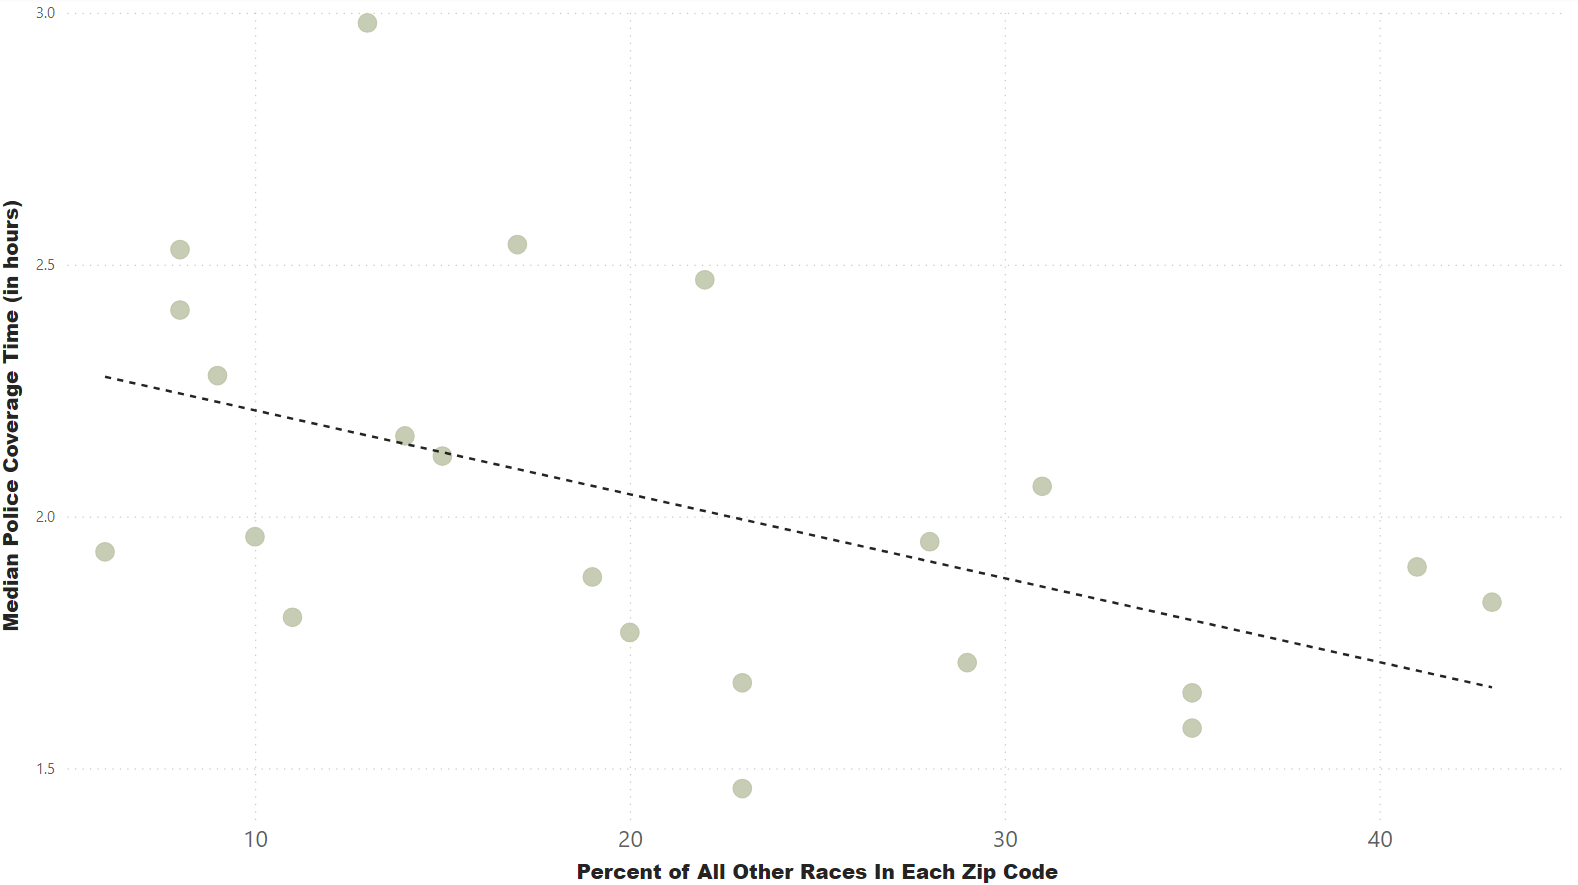 Median Police Coverage Time (in hours)
3.0
2.5
2.0
1.5
10 20 30 40
Percent of All Other Races In Each Zip Code